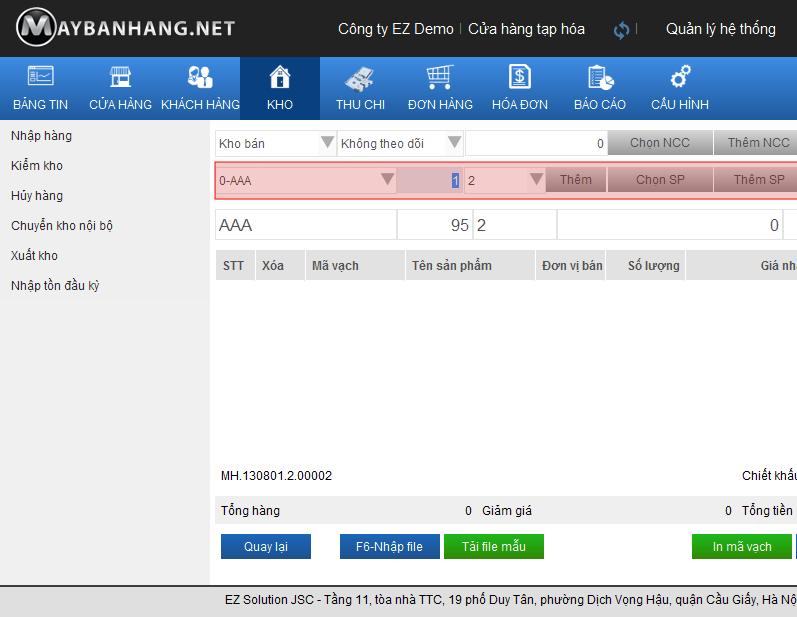 MAYBANHANG.NET
Công ty EZ Demo Cửa hàng tạp hóa Quản lý hệ thống
BẢNG TIN CỬA HÀNG KHÁCH HÀNG KHO THU CHI ĐƠN HÀNG HÓA ĐƠN BÁO CÁO CẤU HÌNH
Nhập hàng
Kiểm kho
Hủy hàng
Chuyển kho nội bộ
Xuất kho
Nhập tồn đầu kỳ
Kho bán Không theo dõi 0 Chọn NCC Thêm NCC
0-AAA 1 2 Thêm Chọn SP Thêm SP
AAA 95 2 0
STT Xóa Mã vạch Tên sản phẩm Đơn vị bán Số lượng Giá nh
MH.130801.2.00002 Chiết khấu
Tổng hàng 0 Giảm giá 0 Tổng tiền
Quay lại F6-Nhập file Tải file mẫu In mã vạch
EZ Solution JSC - Tầng 11, tòa nhà TTC, 19 phố Duy Tân, phường Dịch Vọng Hậu, quận Cầu Giấy, Hà Nộ